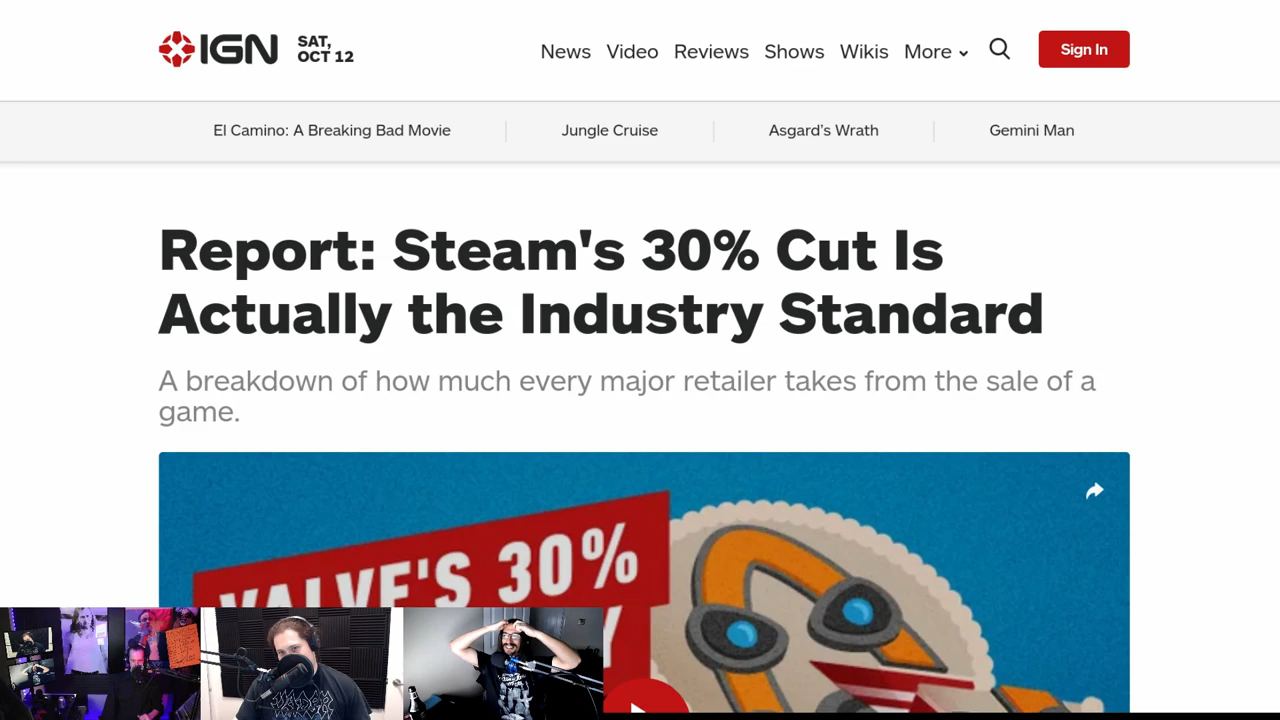 IGN
SAT,
OCT 12
News Video Reviews Shows Wikis More
Sign In
El Camino: A Breaking Bad Movie
Jungle Cruise
Asgard's Wrath
Gemini Man
Report: Steam's 30% Cut Is
Actually the Industry Standard
A breakdown of how much every major retailer takes from the sale of a
game.
VALVE'S 30%